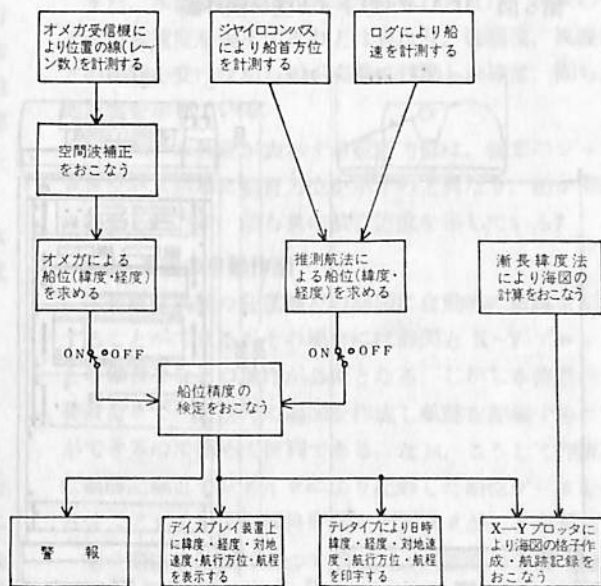 オメガ受信機に
より位置の線(レー
ン数)を計測する
ジャイロコンパス
により船首方位
を計測する
ログにより船
速を計測する
空間波補正
をおこなう
オメガによる
船位(緯度・経度)を
求める
推測航法に
よる船位(緯度・
経度)を求める
漸長緯度法
により海図の
計算をおこなう
ON OFF
ON OFF
船位精度の
検定をおこなう
警報
デイスプレイ装置上
に緯度・経度・対地
速度・航行方位・航程
を表示する
テレタイプにより日時
緯度・経度・対地速
度・航行方位・航程
を印字する
X―Yプロッタに
より海図の格子作
成・航跡記録を
おこなう